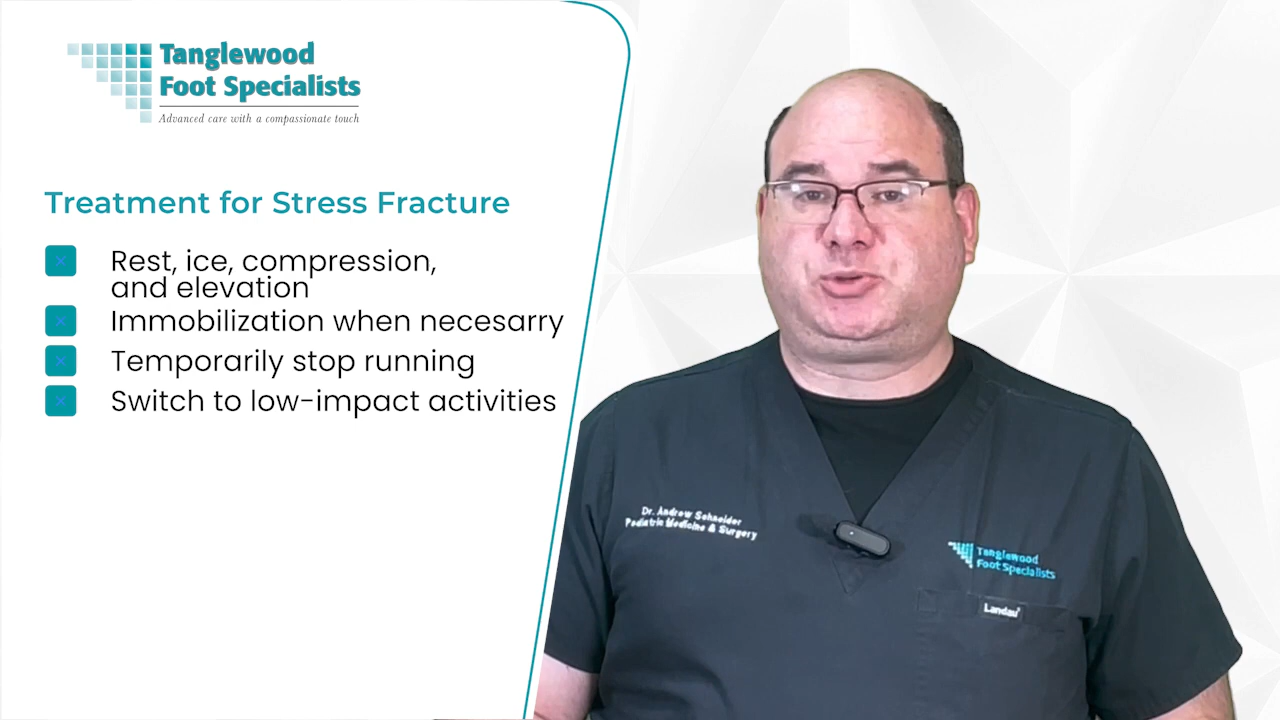 Tanglewood
Foot Specialists
Advanced care with a compassionate touch
Treatment for Stress Fracture
Rest, ice, compression,
and elevation
Immobilization when necesarry
Temporarily stop running
Switch to low-impact activities
Dr. Andrew Schneider
Podiatric Medicine & Surgery
Tanglewood
Foot Specialists
Landau